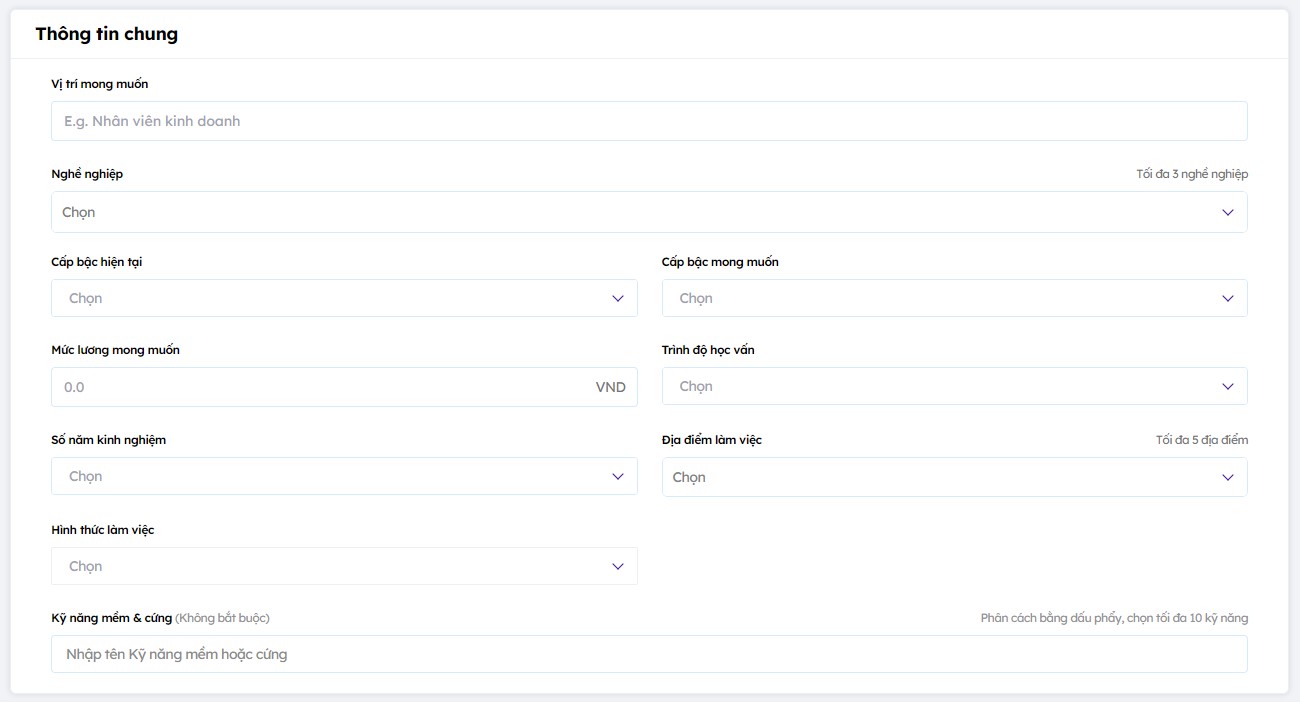 Thông tin chung
Vị trí mong muốn
E.g. Nhân viên kinh doanh
Nghề nghiệp Tối đa 3 nghề nghiệp
Chọn
Cấp bậc hiện tại Cấp bậc mong muốn
Chọn Chọn
Mức lương mong muốn Trình độ học vấn
0.0 VND Chọn
Số năm kinh nghiệm Địa điểm làm việc Tối đa 5 địa điểm
Chọn Chọn
Hình thức làm việc
Chọn
Kỹ năng mềm & cứng (Không bắt buộc) Phân cách bằng dấu phẩy, chọn tối đa 10 kỹ năng
Nhập tên Kỹ năng mềm hoặc cứng